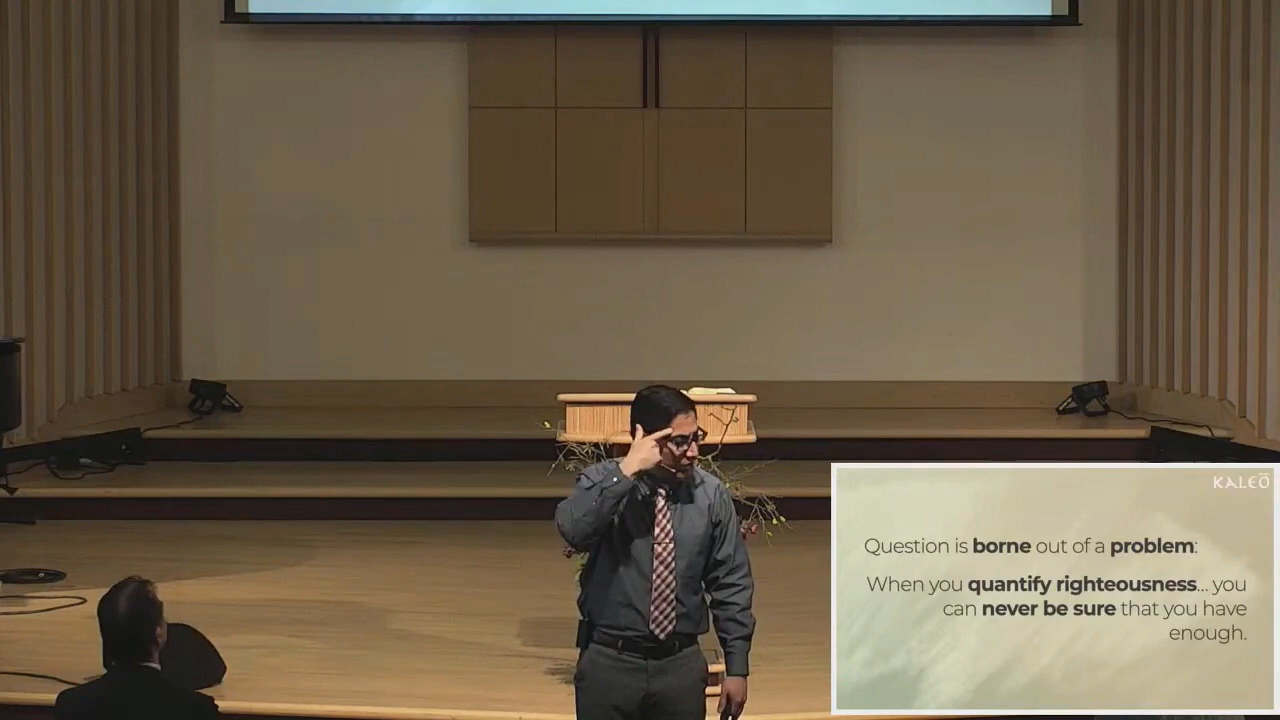 KALEO
Question is borne out of a problem:
When you quantify righteousness... you
can never be sure that you have
enough.